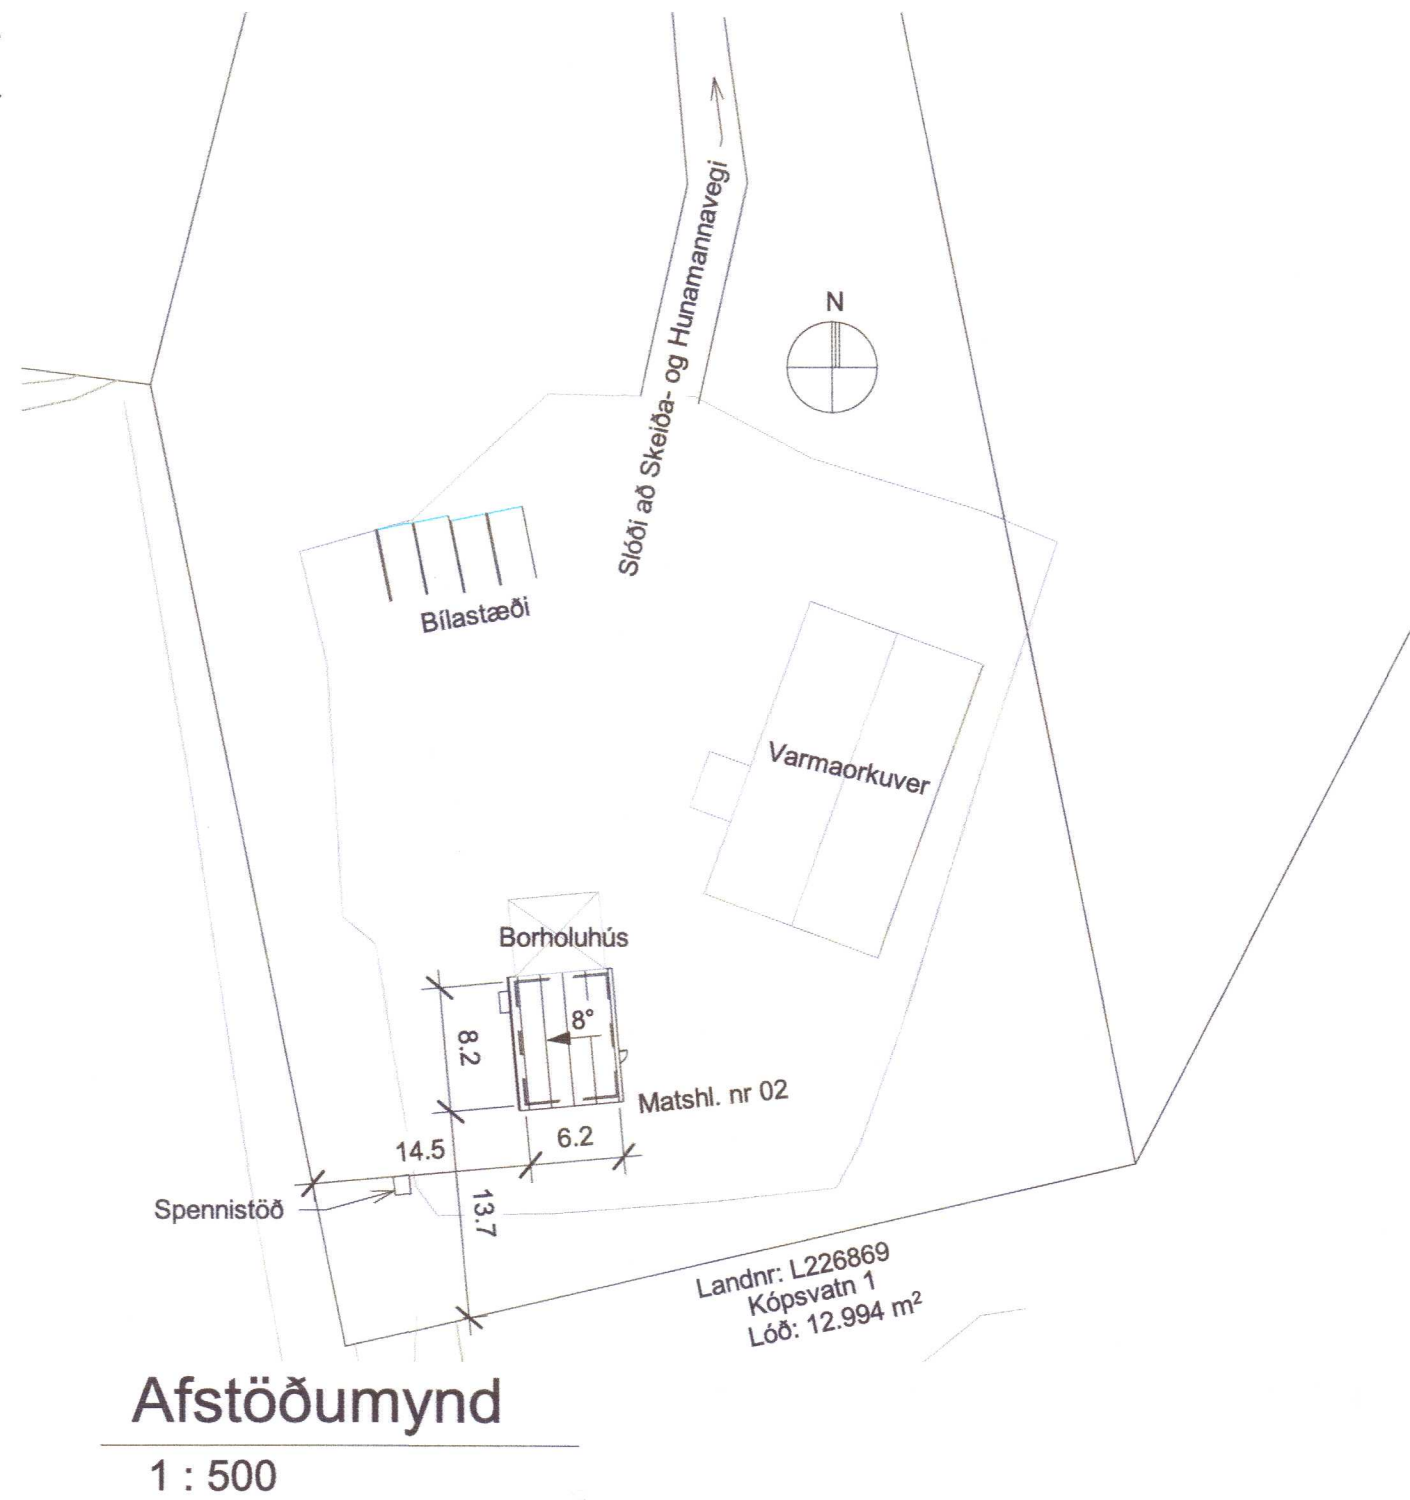 Slóði að Skeiða- og Hunamannavegi
N
Bílastæði
Varmaorkuver
Borholuhús
8°
8.2
Matshl. nr 02
14.5
6.2
Spennistöð
13.7
Landnr: L226869
Kópsvatn 1
Lóð: 12.994 m²
Afstöðumynd
1 : 500